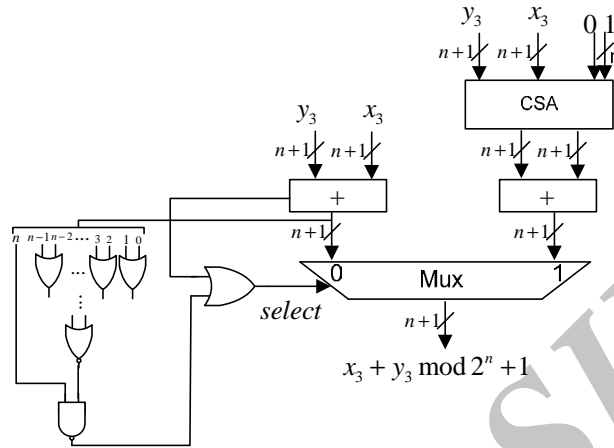 y₃ x₃ 0 1
n+1 n+1 n
CSA
y₃ x₃ n+1 n+1
n+1 n+1
+ +
n n−1 n−2 ... 3 2 1 0
n+1 n+1
0 Mux 1
...
...
select
n+1
x₃ + y₃ mod 2ⁿ + 1